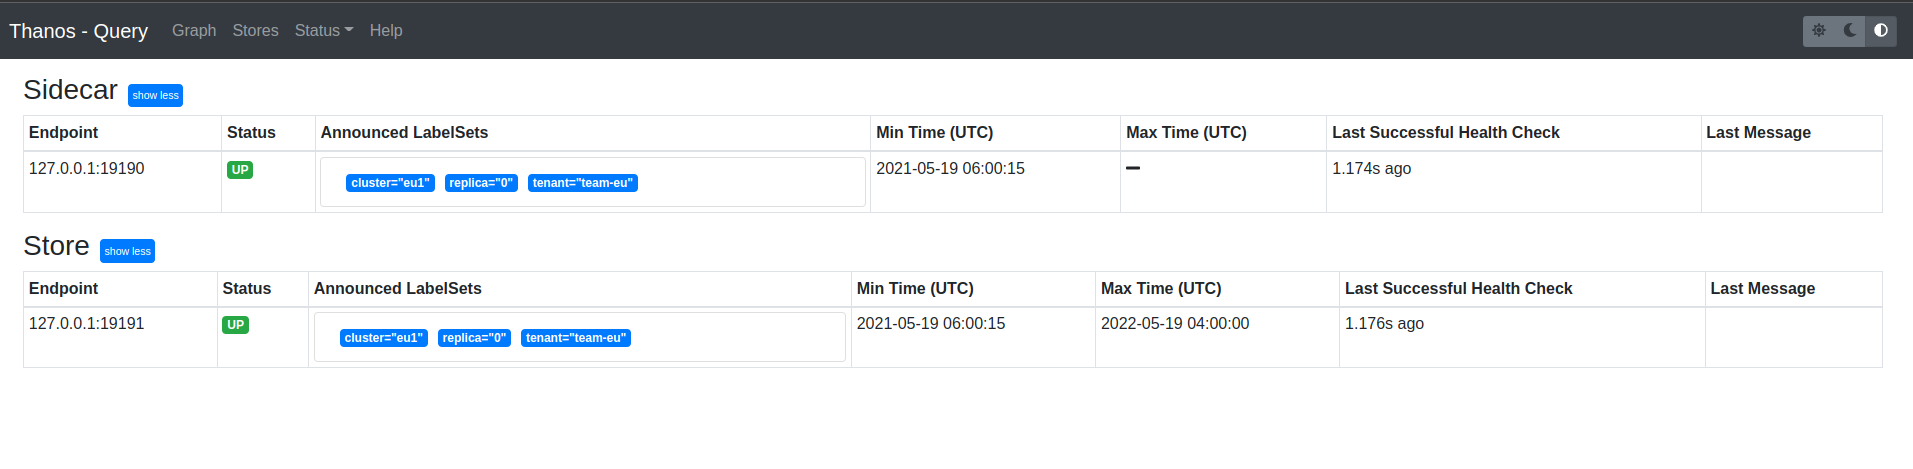 Thanos - Query Graph Stores Status Help
Sidecar show less
Endpoint Status Announced LabelSets Min Time (UTC) Max Time (UTC) Last Successful Health Check Last Message
127.0.0.1:19190 UP cluster="eu1" replica="0" tenant="team-eu" 2021-05-19 06:00:15 — 1.174s ago
Store show less
Endpoint Status Announced LabelSets Min Time (UTC) Max Time (UTC) Last Successful Health Check Last Message
127.0.0.1:19191 UP cluster="eu1" replica="0" tenant="team-eu" 2021-05-19 06:00:15 2022-05-19 04:00:00 1.176s ago